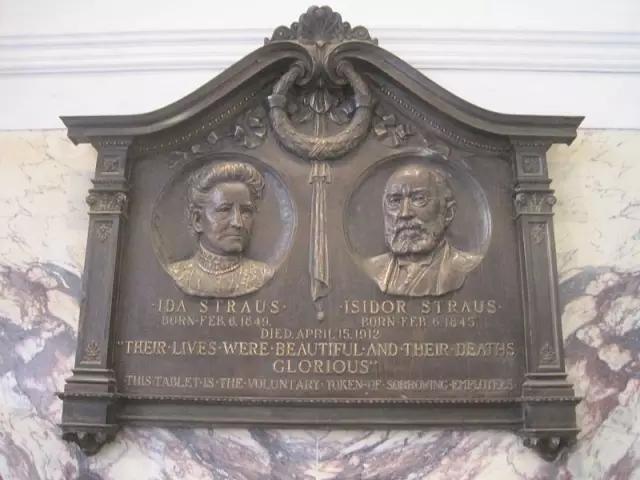 ·IDA STRAUS·
·ISIDOR STRAUS·
BORN·FEB.6.1849.
BORN·FEB·6·1845·
DIED.APRIL.15.1912
"THEIR·LIVES·WERE·BEAUTIFUL·AND·THEIR·DEATHS
GLORIOUS"
·THIS·TABLET·IS·THE·VOLUNTARY·TOKEN·OF·SORROWING·EMPLOYEES·